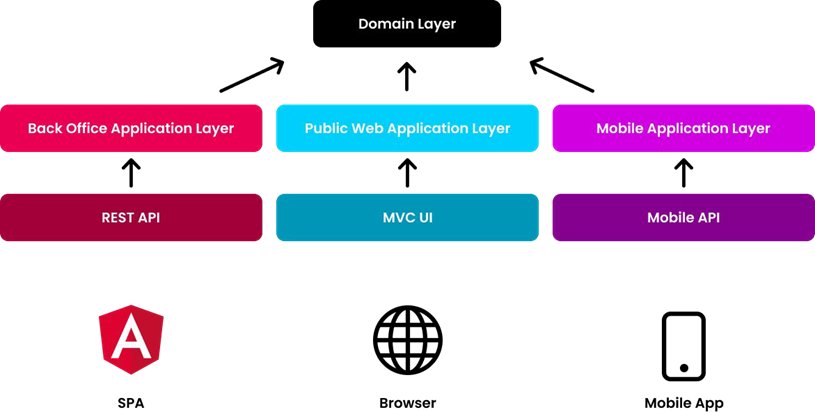 Domain Layer
Back Office Application Layer
Public Web Application Layer
Mobile Application Layer
REST API
MVC UI
Mobile API
A
SPA
Browser
Mobile App